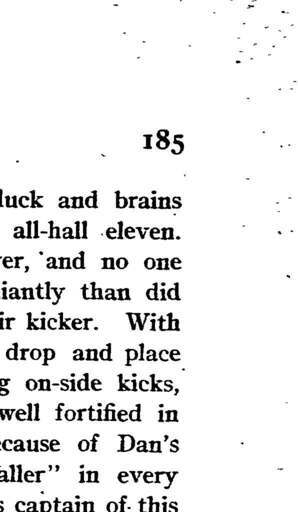 185
luck and brains
all-hall eleven.
ver, and no one
iantly than did
ir kicker. With
drop and place
g on-side kicks,
well fortified in
ecause of Dan's
aller" in every
s captain of this